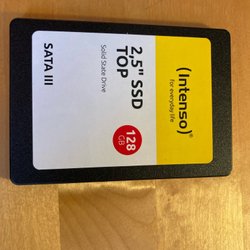 (intenso)®
for everyday life
2,5" SSD
TOP
Solid State Drive
128
GB
SATA III